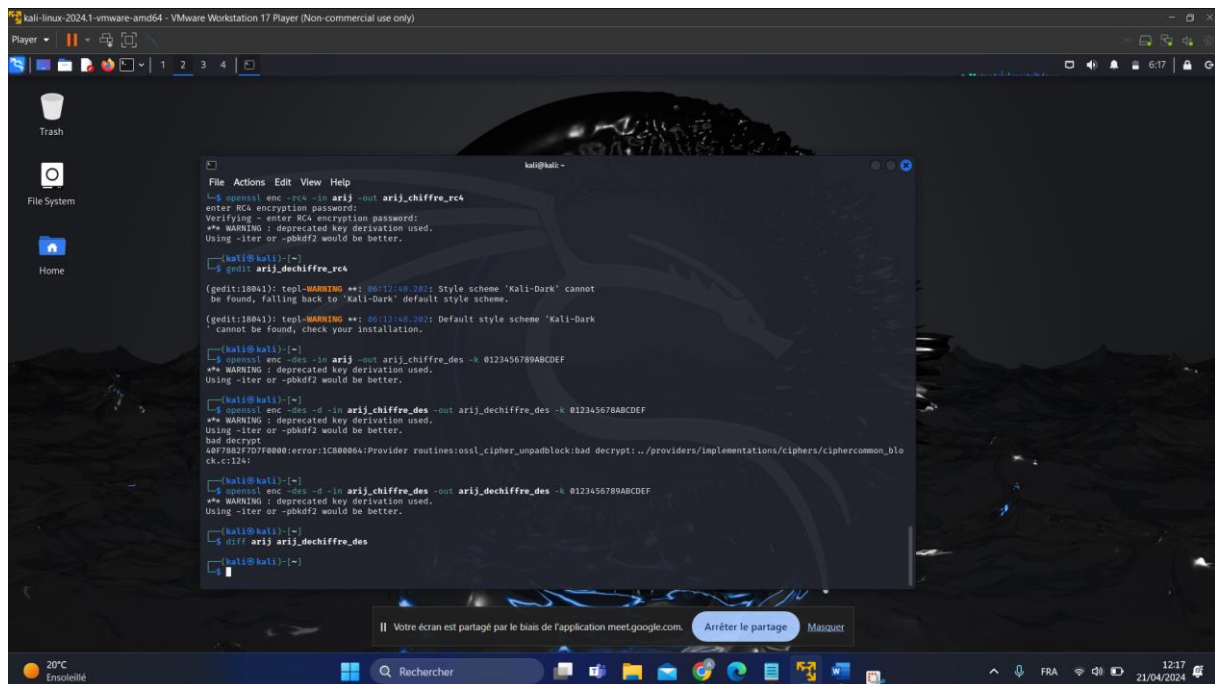 kali-linux-2024.1-vmware-amd64 - VMware Workstation 17 Player (Non-commercial use only)
Player
1 2 3 4
6:17
Trash
File System
Home
kali@kali: ~
File Actions Edit View Help
└─$ openssl enc -rc4 -in arij -out arij_chiffre_rc4
enter RC4 encryption password:
Verifying - enter RC4 encryption password:
*** WARNING : deprecated key derivation used.
Using -iter or -pbkdf2 would be better.
┌──(kali㉿kali)-[~]
└─$ gedit arij_dechiffre_rc4
(gedit:18041): tepl-WARNING **: 06:12:48.202: Style scheme 'Kali-Dark' cannot
be found, falling back to 'Kali-Dark' default style scheme.
(gedit:18041): tepl-WARNING **: 06:12:48.202: Default style scheme 'Kali-Dark
' cannot be found, check your installation.
┌──(kali㉿kali)-[~]
└─$ openssl enc -des -in arij -out arij_chiffre_des -k 0123456789ABCDEF
*** WARNING : deprecated key derivation used.
Using -iter or -pbkdf2 would be better.
┌──(kali㉿kali)-[~]
└─$ openssl enc -des -d -in arij_chiffre_des -out arij_dechiffre_des -k 012345678ABCDEF
*** WARNING : deprecated key derivation used.
Using -iter or -pbkdf2 would be better.
bad decrypt
40F7882F7D7F0000:error:1C800064:Provider routines:ossl_cipher_unpadblock:bad decrypt:../providers/implementations/ciphers/ciphercommon_blo
ck.c:124:
┌──(kali㉿kali)-[~]
└─$ openssl enc -des -d -in arij_chiffre_des -out arij_dechiffre_des -k 0123456789ABCDEF
*** WARNING : deprecated key derivation used.
Using -iter or -pbkdf2 would be better.
┌──(kali㉿kali)-[~]
└─$ diff arij arij_dechiffre_des
┌──(kali㉿kali)-[~]
└─$
Votre écran est partagé par le biais de l'application meet.google.com. Arrêter le partage Masquer
20°C
Ensoleillé
Rechercher
FRA
12:17
21/04/2024